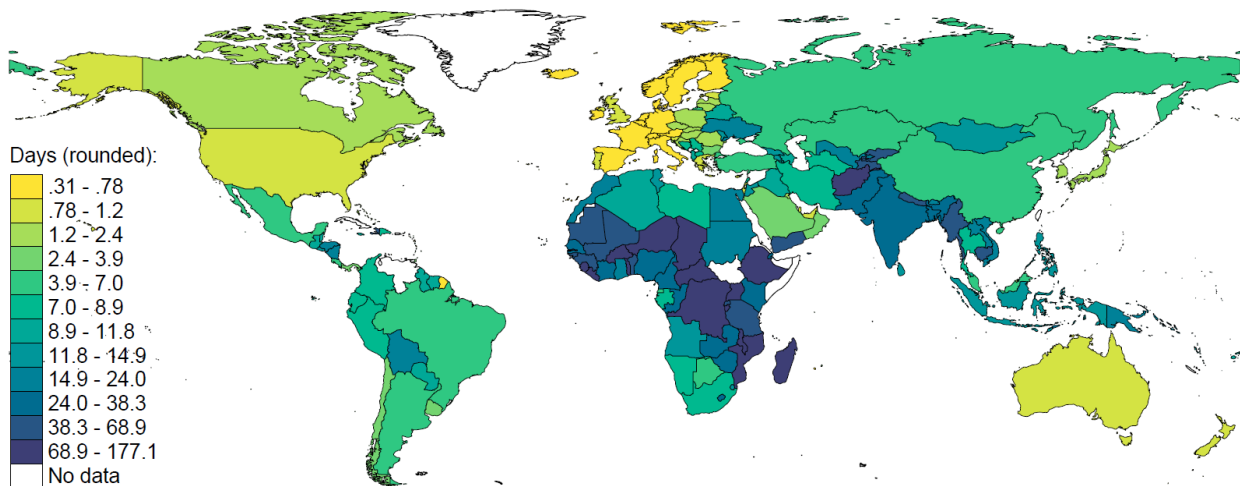 Days (rounded):
.31 - .78
.78 - 1.2
1.2 - 2.4
2.4 - 3.9
3.9 - 7.0
7.0 - 8.9
8.9 - 11.8
11.8 - 14.9
14.9 - 24.0
24.0 - 38.3
38.3 - 68.9
68.9 - 177.1
No data